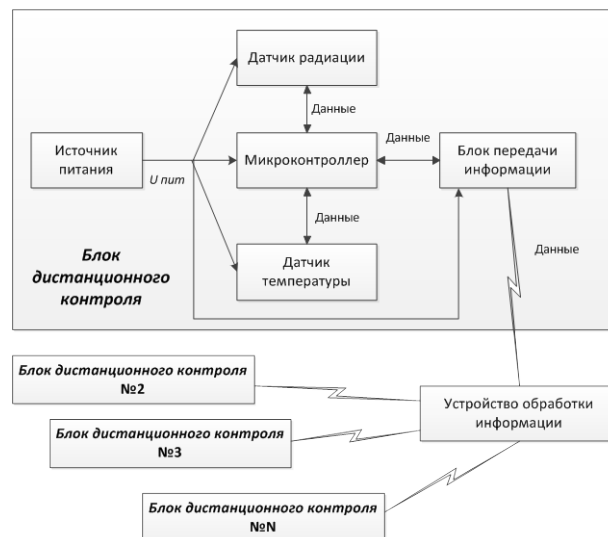 Датчик радиации
Данные
Данные
Источник
питания
U пит
Микроконтроллер
Блок передачи
информации
Данные
Данные
Блок
дистанционного
контроля
Датчик
температуры
Блок дистанционного контроля
№2
Устройство обработки
информации
Блок дистанционного контроля
№3
Блок дистанционного контроля
№N